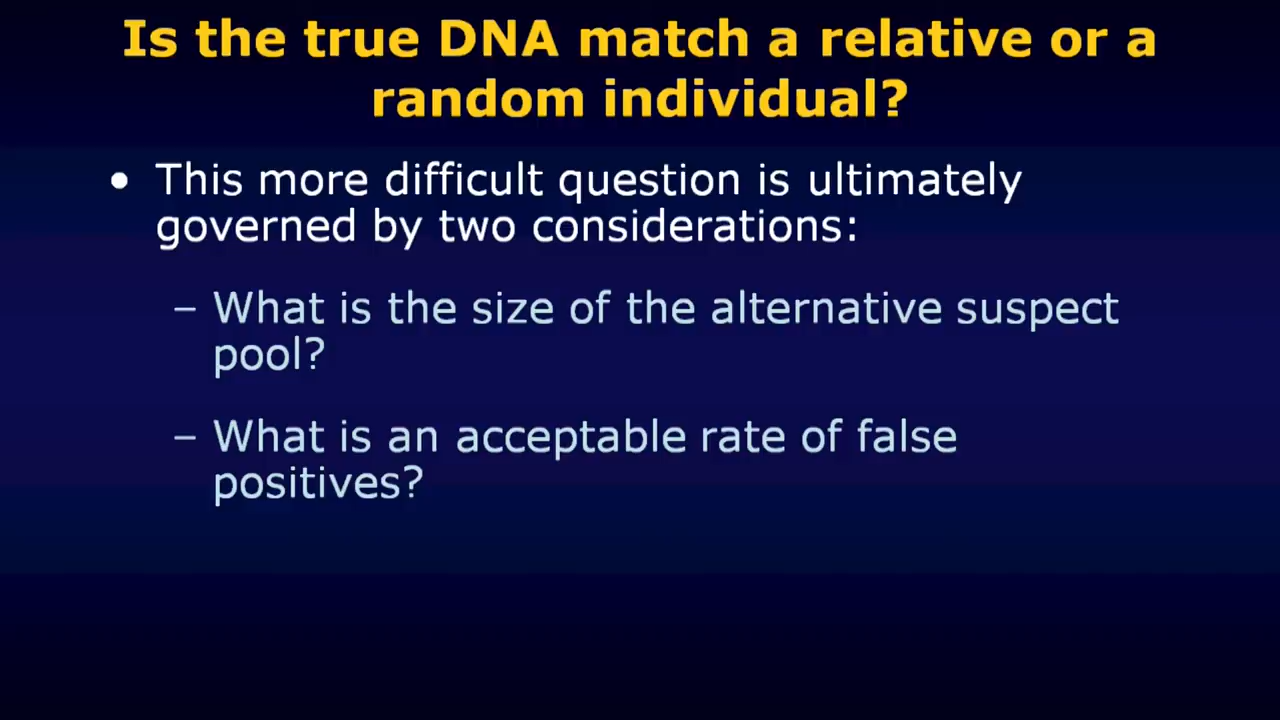 Is the true DNA match a relative or a
random individual?
• This more difficult question is ultimately
governed by two considerations:
– What is the size of the alternative suspect
pool?
– What is an acceptable rate of false
positives?